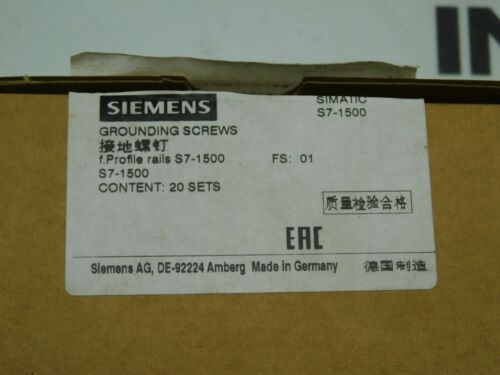 IN
SIEMENS
SIMATIC
S7-1500
GROUNDING SCREWS
接地螺钉
f.Profile rails S7-1500
FS: 01
S7-1500
CONTENT: 20 SETS
质量检验合格
EAC
Siemens AG, DE-92224 Amberg Made in Germany
德国制造